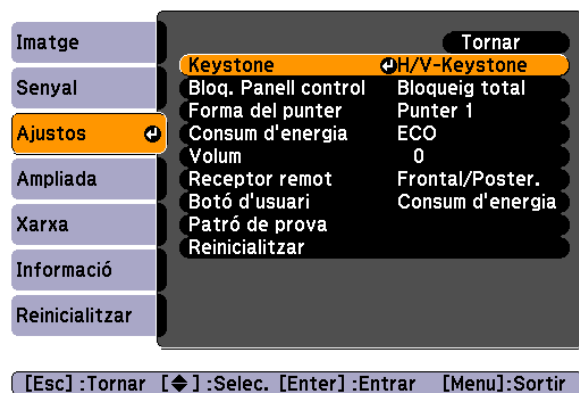 Imatge
Senyal
Ajustos
Ampliada
Xarxa
Informació
Reinicialitzar
Tornar
Keystone H/V-Keystone
Bloq. Panell control Bloqueig total
Forma del punter Punter 1
Consum d'energia ECO
Volum 0
Receptor remot Frontal/Poster.
Botó d'usuari Consum d'energia
Patró de prova
Reinicialitzar
[Esc] :Tornar [◆] :Selec. [Enter] :Entrar [Menu]:Sortir